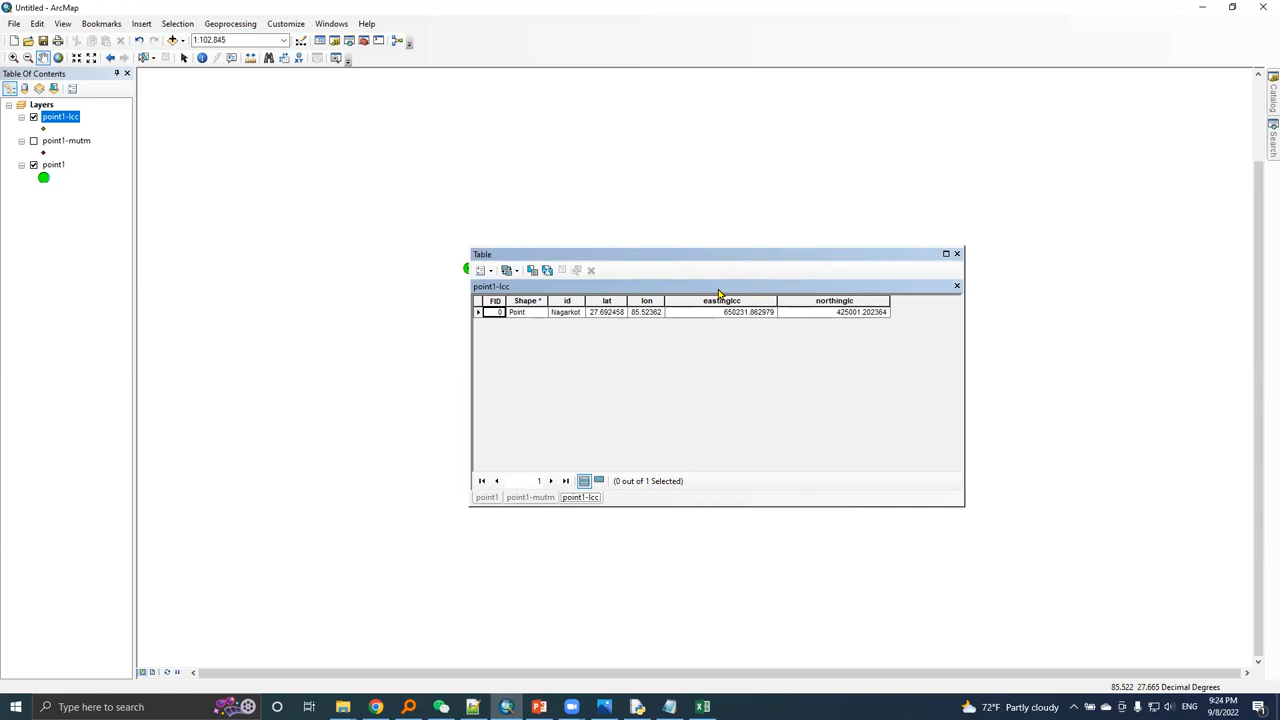 Untitled - ArcMap
File Edit View Bookmarks Insert Selection Geoprocessing Customize Windows Help
1:102,845
Table Of Contents
Layers
point1-lcc
point1-mutm
point1
Catalog
Search
Table
point1-lcc
FID Shape * id lat lon eastinglcc northinglc
0 Point Nagarkot 27.692458 85.52362 650231.862979 425001.202364
1 (0 out of 1 Selected)
point1 point1-mutm point1-lcc
85.522 27.665 Decimal Degrees
Type here to search
72°F Partly cloudy
ENG
9:24 PM
9/8/2022
1